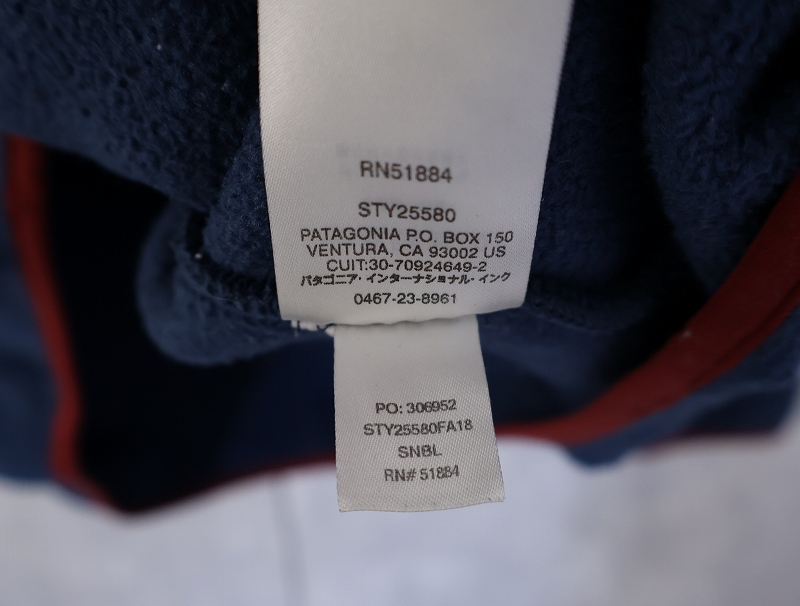 RN51884
STY25580
PATAGONIA P.O. BOX 150
VENTURA, CA 93002 US
CUIT:30-70924649-2
パタゴニア・インターナショナル・インク
0467-23-8961
PO: 306952
STY25580FA18
SNBL
RN# 51884